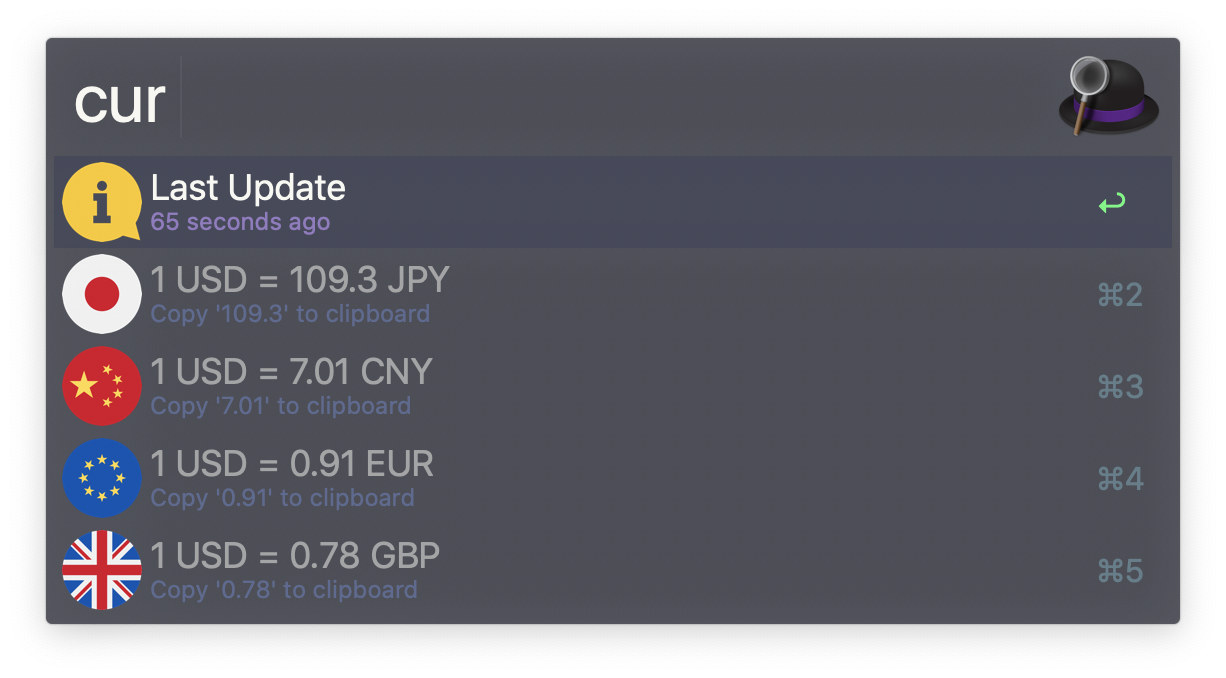 cur
Last Update
65 seconds ago
1 USD = 109.3 JPY
Copy '109.3' to clipboard
⌘2
1 USD = 7.01 CNY
Copy '7.01' to clipboard
⌘3
1 USD = 0.91 EUR
Copy '0.91' to clipboard
⌘4
1 USD = 0.78 GBP
Copy '0.78' to clipboard
⌘5